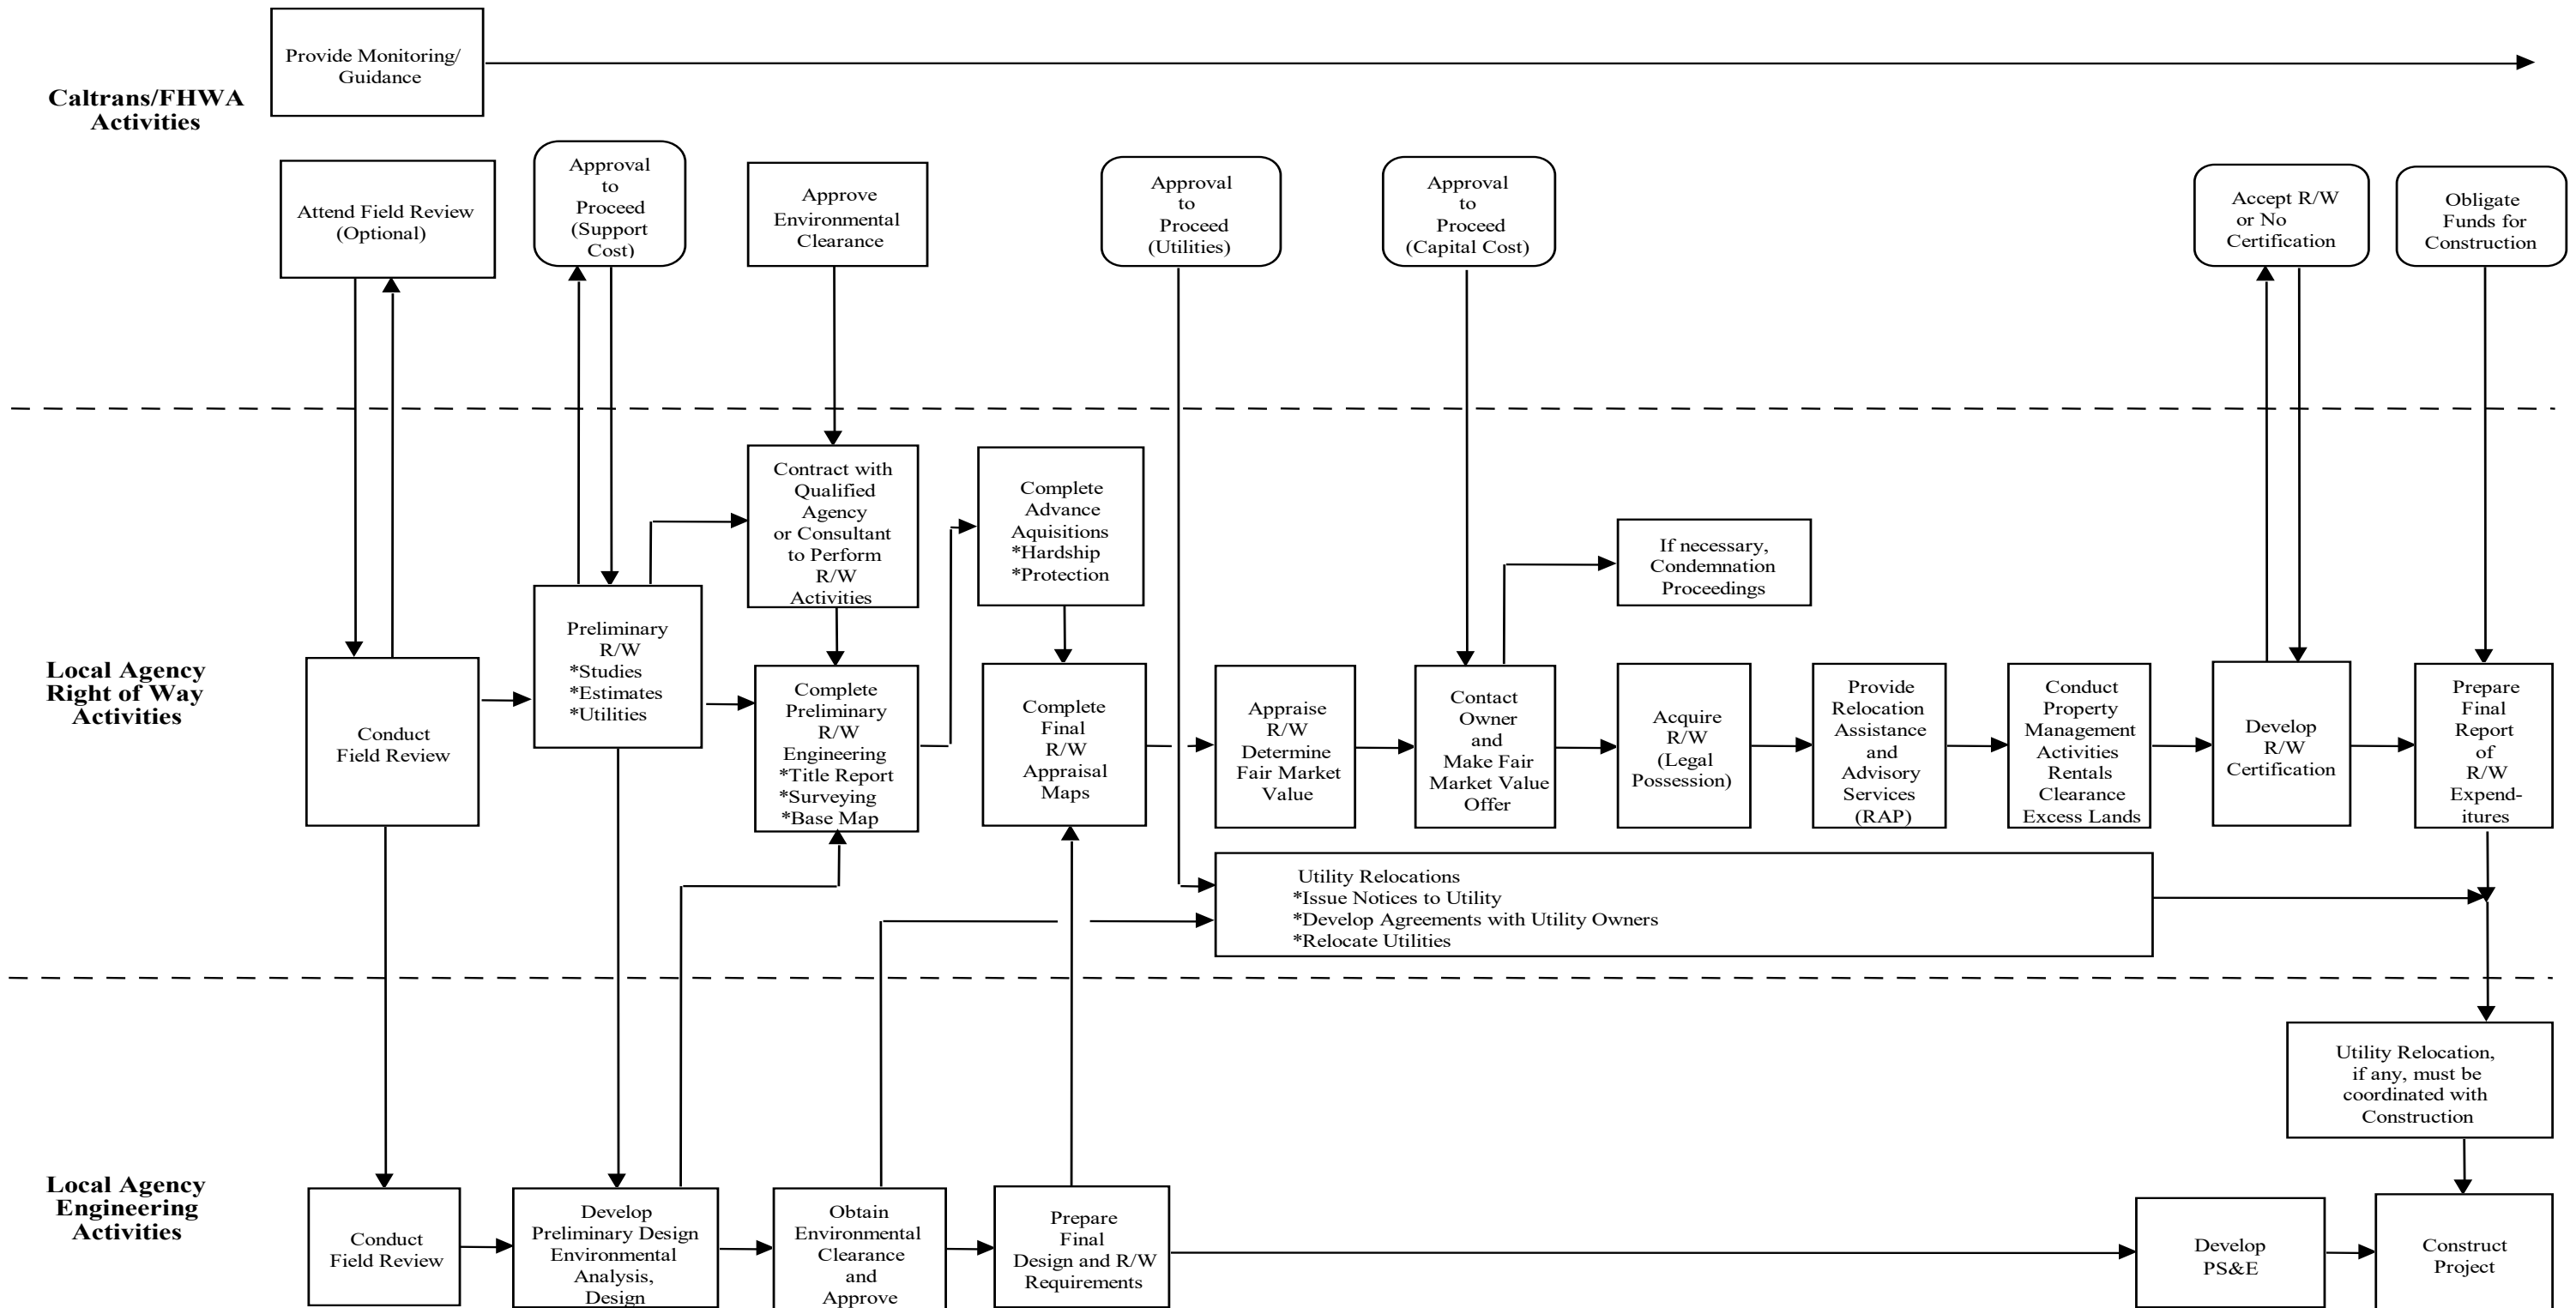 Caltrans/FHWA
Activities
Provide Monitoring/
Guidance
Attend Field Review
(Optional)
Approval
to
Proceed
(Support
Cost)
Approve
Environmental
Clearance
Approval
to
Proceed
(Utilities)
Approval
to
Proceed
(Capital Cost)
Accept R/W
or No
Certification
Obligate
Funds for
Construction
Local Agency
Right of Way
Activities
Conduct
Field Review
Preliminary
R/W
*Studies
*Estimates
*Utilities
Contract with
Qualified
Agency
or Consultant
to Perform
R/W
Activities
Complete
Preliminary
R/W
Engineering
*Title Report
*Surveying
*Base Map
Complete
Advance
Aquisitions
*Hardship
*Protection
Complete
Final
R/W
Appraisal
Maps
Appraise
R/W
Determine
Fair Market
Value
Contact
Owner
and
Make Fair
Market Value
Offer
If necessary,
Condemnation
Proceedings
Acquire
R/W
(Legal
Possession)
Provide
Relocation
Assistance
and
Advisory
Services
(RAP)
Conduct
Property
Management
Activities
Rentals
Clearance
Excess Lands
Develop
R/W
Certification
Prepare
Final
Report
of
R/W
Expend-
itures
Utility Relocations
*Issue Notices to Utility
*Develop Agreements with Utility Owners
*Relocate Utilities
Local Agency
Engineering
Activities
Conduct
Field Review
Develop
Preliminary Design
Environmental
Analysis,
Design
Obtain
Environmental
Clearance
and
Approve
Prepare
Final
Design and R/W
Requirements
Utility Relocation,
if any, must be
coordinated with
Construction
Develop
PS&E
Construct
Project